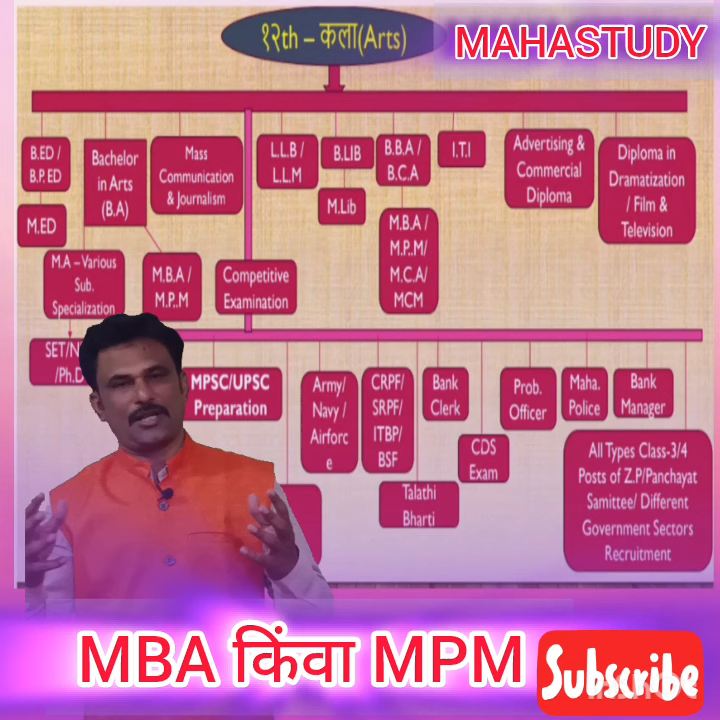 १२th – कला(Arts)
MAHASTUDY
B.ED /
B.P.ED
M.ED
Bachelor
in Arts
(B.A)
Mass
Communication
& Journalism
L.L.B /
L.L.M
B.LIB
M.Lib
B.B.A /
B.C.A
M.B.A /
M.P..M/
M.C.A/
MCM
I.T.I
Advertising &
Commercial
Diploma
Diploma in
Dramatization
/ Film &
Television
M.A – Various
Sub.
Specialization
M.B.A /
M.P..M
Competitive
Examination
/Ph.D
MPSC/UPSC
Preparation
Army/
Navy /
Airforc
e
CRPF/
SRPF/
ITBP/
BSF
Bank
Clerk
CDS
Exam
Talathi
Bharti
Prob.
Officer
Maha.
Police
Bank
Manager
All Types Class-3/4
Posts of Z.P/Panchayat
Samittee/ Different
Government Sectors
Recruitment
MBA किंवा MPM
Subscribe